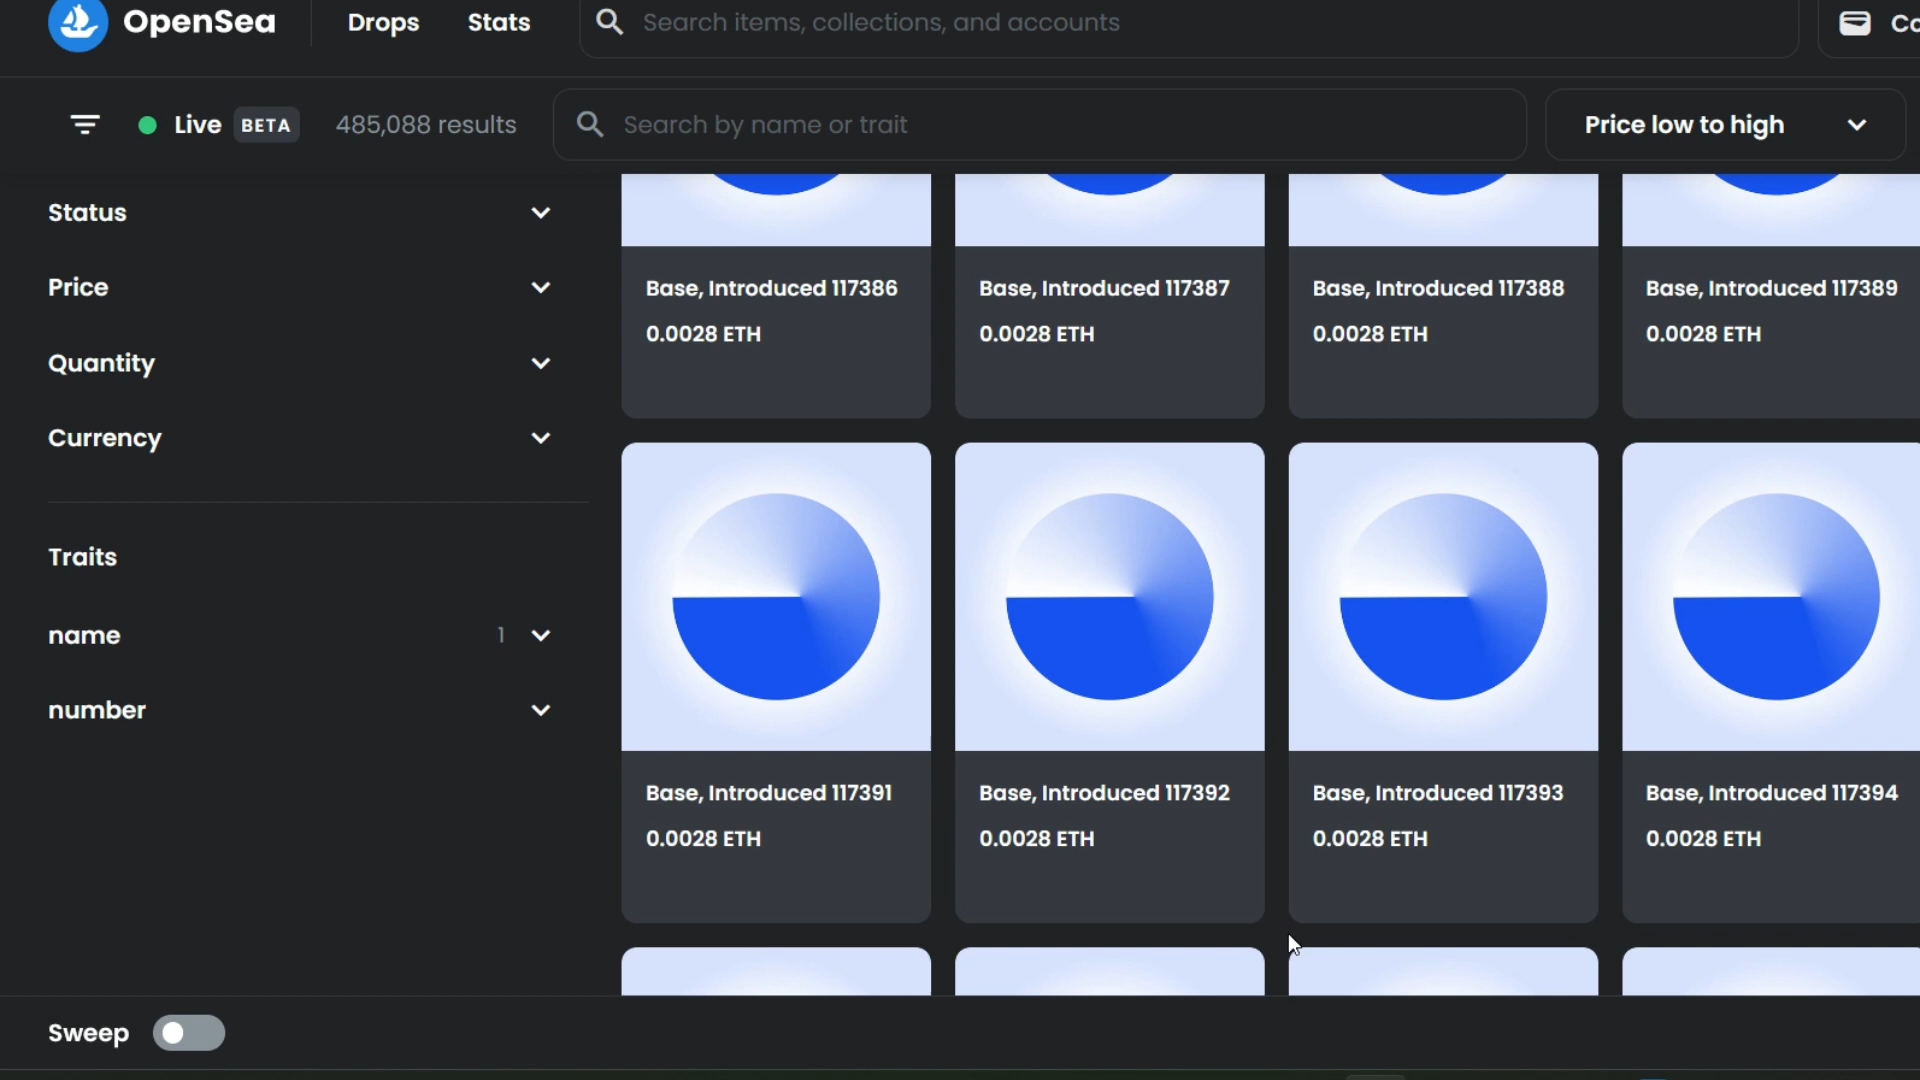 OpenSea
Drops
Stats
Search items, collections, and accounts
Live
BETA
485,088 results
Search by name or trait
Price low to high
Status
Price
Quantity
Currency
Traits
name
1
number
Base, Introduced 117386
0.0028 ETH
Base, Introduced 117387
0.0028 ETH
Base, Introduced 117388
0.0028 ETH
Base, Introduced 117389
0.0028 ETH
Base, Introduced 117391
0.0028 ETH
Base, Introduced 117392
0.0028 ETH
Base, Introduced 117393
0.0028 ETH
Base, Introduced 117394
0.0028 ETH
Sweep